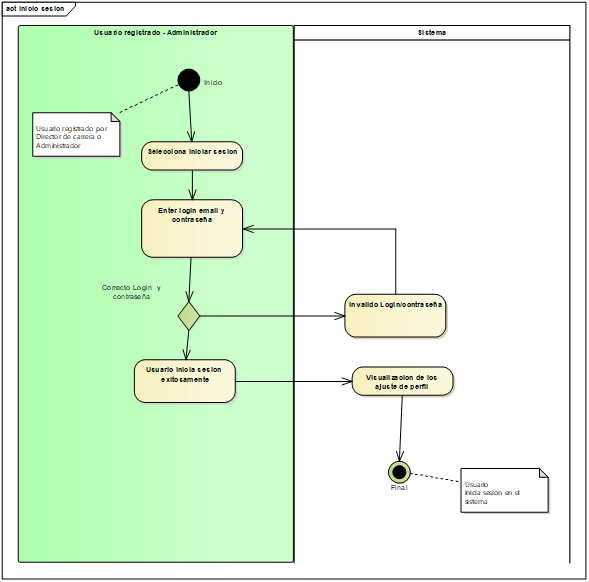 act inicio sesion
Usuario registrado - Administrador
Sistema
Inicio
Usuario registrado por
Director de carrera o
Administrador
Selecciona iniciar sesion
Enter login email y
contraseña
Correcto Login y
contraseña
Invalido Login/contraseña
Usuario inicia sesion
exitosamente
Visualizacion de los
ajuste de perfil
Final
Usuario
inicia sesion en el
sistema